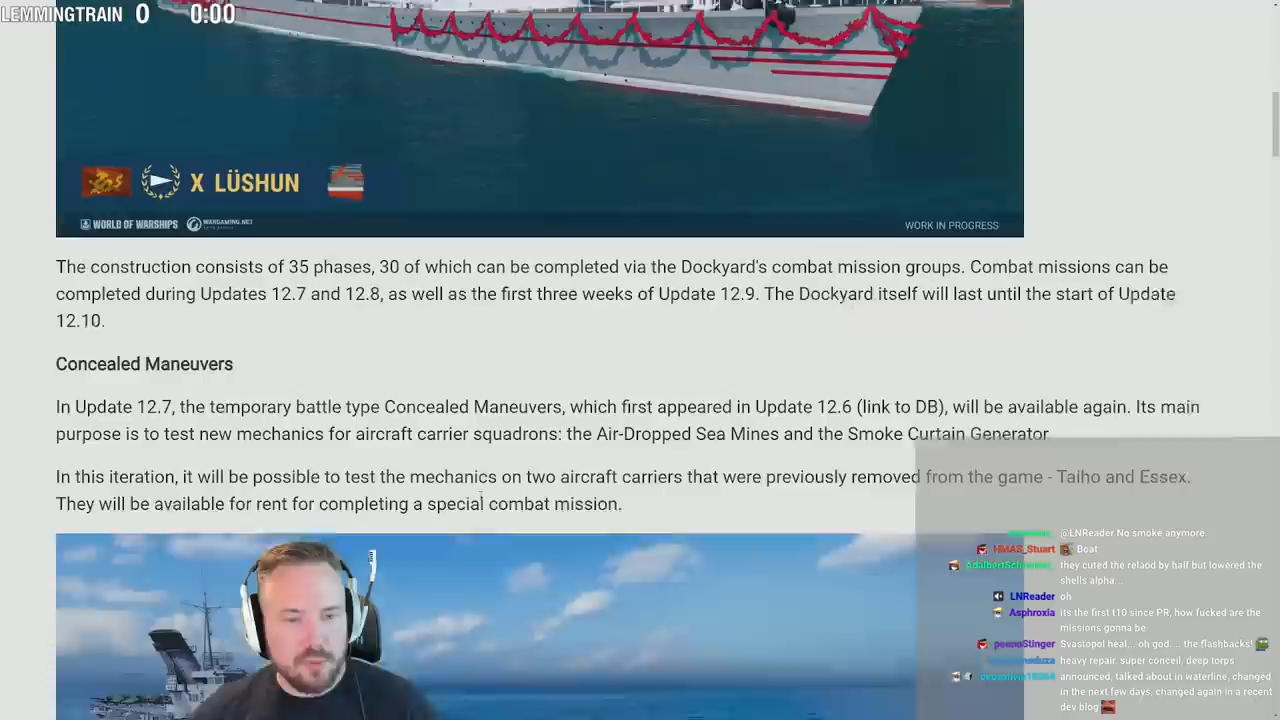 LEMMINGTRAIN 0 0:00
X LÜSHUN
WORLD OF WARSHIPS WARGAMING.NET
WORK IN PROGRESS
The construction consists of 35 phases, 30 of which can be completed via the Dockyard's combat mission groups. Combat missions can be
completed during Updates 12.7 and 12.8, as well as the first three weeks of Update 12.9. The Dockyard itself will last until the start of Update
12.10.
Concealed Maneuvers
In Update 12.7, the temporary battle type Concealed Maneuvers, which first appeared in Update 12.6 (link to DB), will be available again. Its main
purpose is to test new mechanics for aircraft carrier squadrons: the Air-Dropped Sea Mines and the Smoke Curtain Generator.
In this iteration, it will be possible to test the mechanics on two aircraft carriers that were previously removed from the game - Taiho and Essex.
They will be available for rent for completing a special combat mission.
@LNReader No smoke anymore.
HMAS_Stuart Boat
they cuted the relaod by half but lowered the
shells alpha...
LNReader oh
Asphroxia its the first t10 since PR, how fucked are the
missions gonna be
Svastopol heal... oh god.... the flashbacks!
heavy repair. super conceil, deep torps
announced, talked about in waterline, changed
in the next few days, changed again in a recent
dev blog